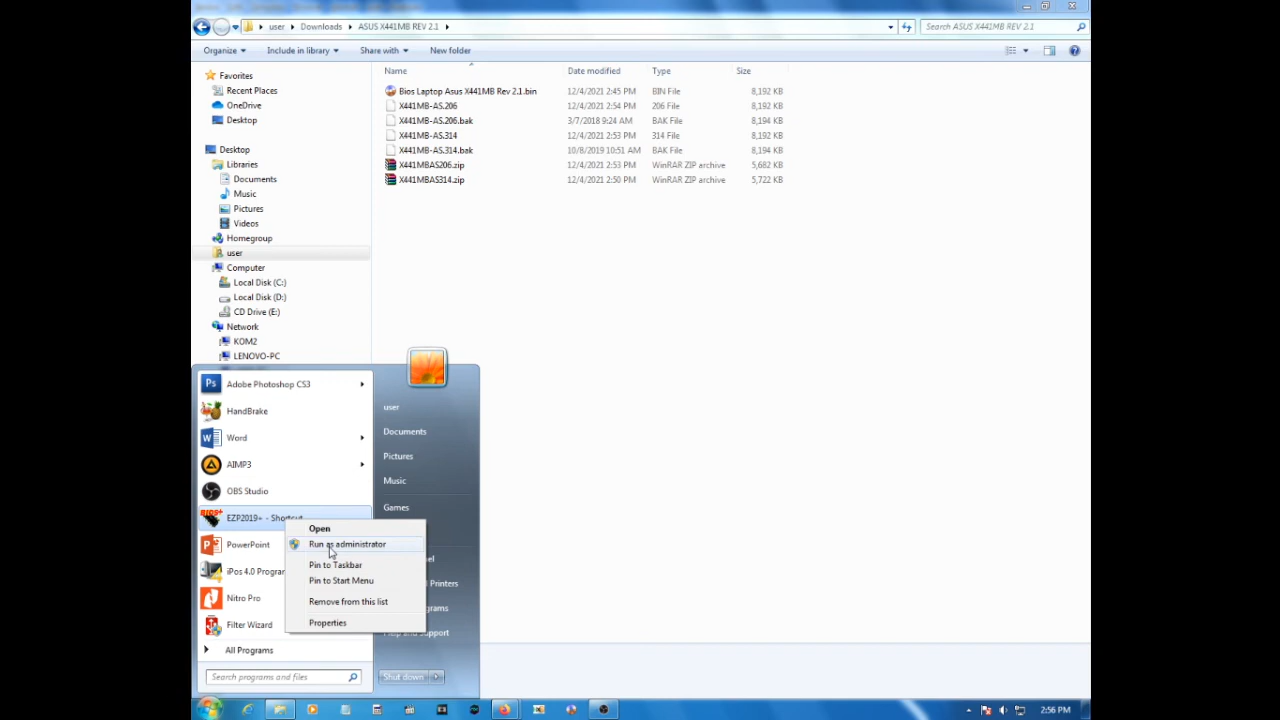 user Downloads ASUS X441MB REV 2.1 Search ASUS X441MB REV 2.1
Organize Include in library Share with New folder
Name Date modified Type Size
Bios Laptop Asus X441MB Rev 2.1.bin 12/4/2021 2:45 PM BIN File 8,192 KB
X441MB-AS.206 12/4/2021 2:54 PM 206 File 8,192 KB
X441MB-AS.206.bak 3/7/2018 9:24 AM BAK File 8,194 KB
X441MB-AS.314 12/4/2021 2:53 PM 314 File 8,192 KB
X441MB-AS.314.bak 10/8/2019 10:51 AM BAK File 8,194 KB
X441MBAS206.zip 12/4/2021 2:53 PM WinRAR ZIP archive 5,682 KB
X441MBAS314.zip 12/4/2021 2:50 PM WinRAR ZIP archive 5,722 KB
Favorites
Recent Places
OneDrive
Desktop
Desktop
Libraries
Documents
Music
Pictures
Videos
Homegroup
user
Computer
Local Disk (C:)
Local Disk (D:)
CD Drive (E:)
Network
KOM2
LENOVO-PC
Adobe Photoshop CS3
HandBrake
Word
AIMP3
OBS Studio
EZP2019+ - Shortcut
PowerPoint
iPos 4.0 Progra
Nitro Pro
Filter Wizard
All Programs
Search programs and files
user
Documents
Pictures
Music
Games
el
Printers
grams
Help and Support
Shut down
Open
Run as administrator
Pin to Taskbar
Pin to Start Menu
Remove from this list
Properties
2:56 PM